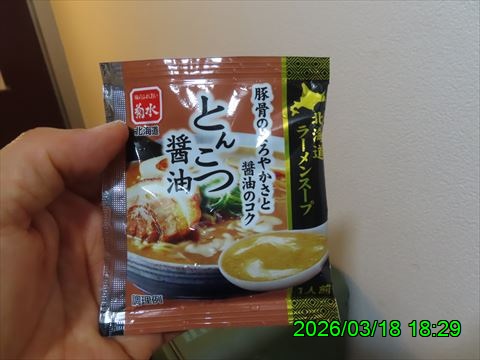 菊水
北海道
とんこつ
醤油
豚骨のまろやかさと
醤油のコク
北海道
ラーメンスープ
1人前
調理例
2026/03/18 18:29